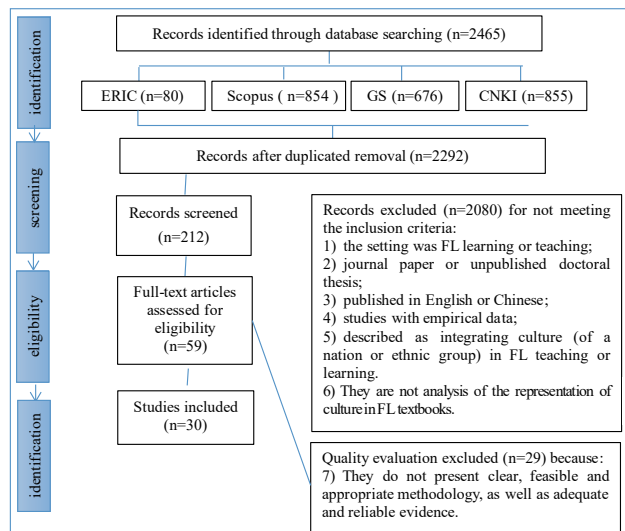 identification
Records identified through database searching (n=2465)
ERIC (n=80)
Scopus ( n=854 )
GS (n=676)
CNKI (n=855)
Records after duplicated removal (n=2292)
screening
Records screened
(n=212)
Records excluded (n=2080) for not meeting
the inclusion criteria:
1) the setting was FL learning or teaching;
2) journal paper or unpublished doctoral
thesis;
3) published in English or Chinese;
4) studies with empirical data;
5) described as integrating culture (of a
nation or ethnic group) in FL teaching or
learning.
6) They are not analysis of the representation of
culture in FL textbooks.
eligibility
Full-text articles
assessed for
eligibility
(n=59)
identification
Studies included
(n=30)
Quality evaluation excluded (n=29) because:
7) They do not present clear, feasible and
appropriate methodology, as well as adequate
and reliable evidence.